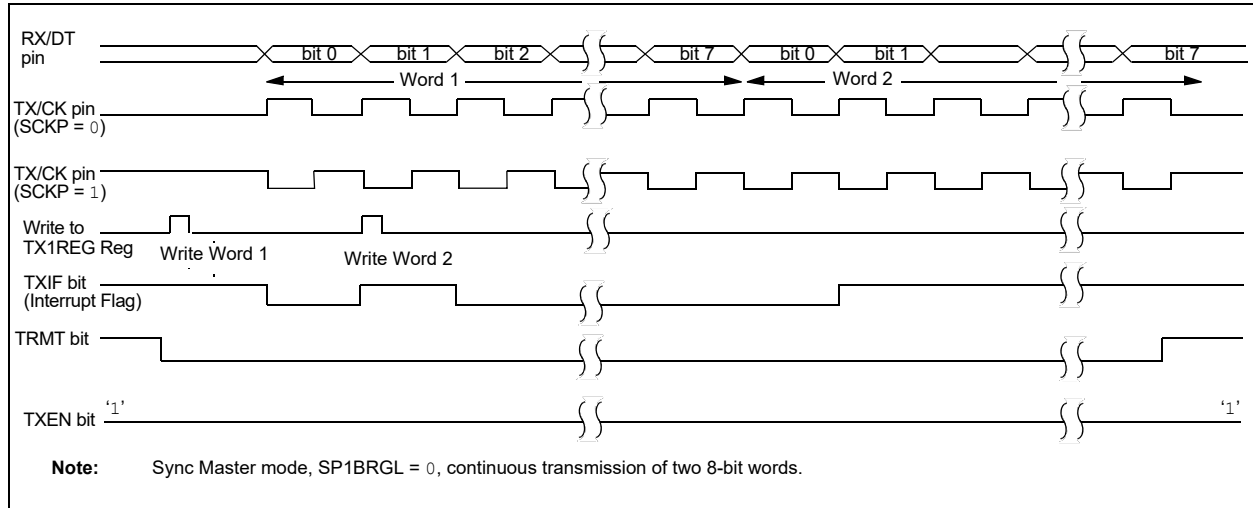 RX/DT
pin
bit 0 bit 1 bit 2 bit 7 bit 0 bit 1 bit 7
Word 1 Word 2
TX/CK pin
(SCKP = 0)
TX/CK pin
(SCKP = 1)
Write to
TX1REG Reg
Write Word 1 Write Word 2
TXIF bit
(Interrupt Flag)
TRMT bit
TXEN bit ‘1’ ‘1’
Note: Sync Master mode, SP1BRGL = 0, continuous transmission of two 8-bit words.